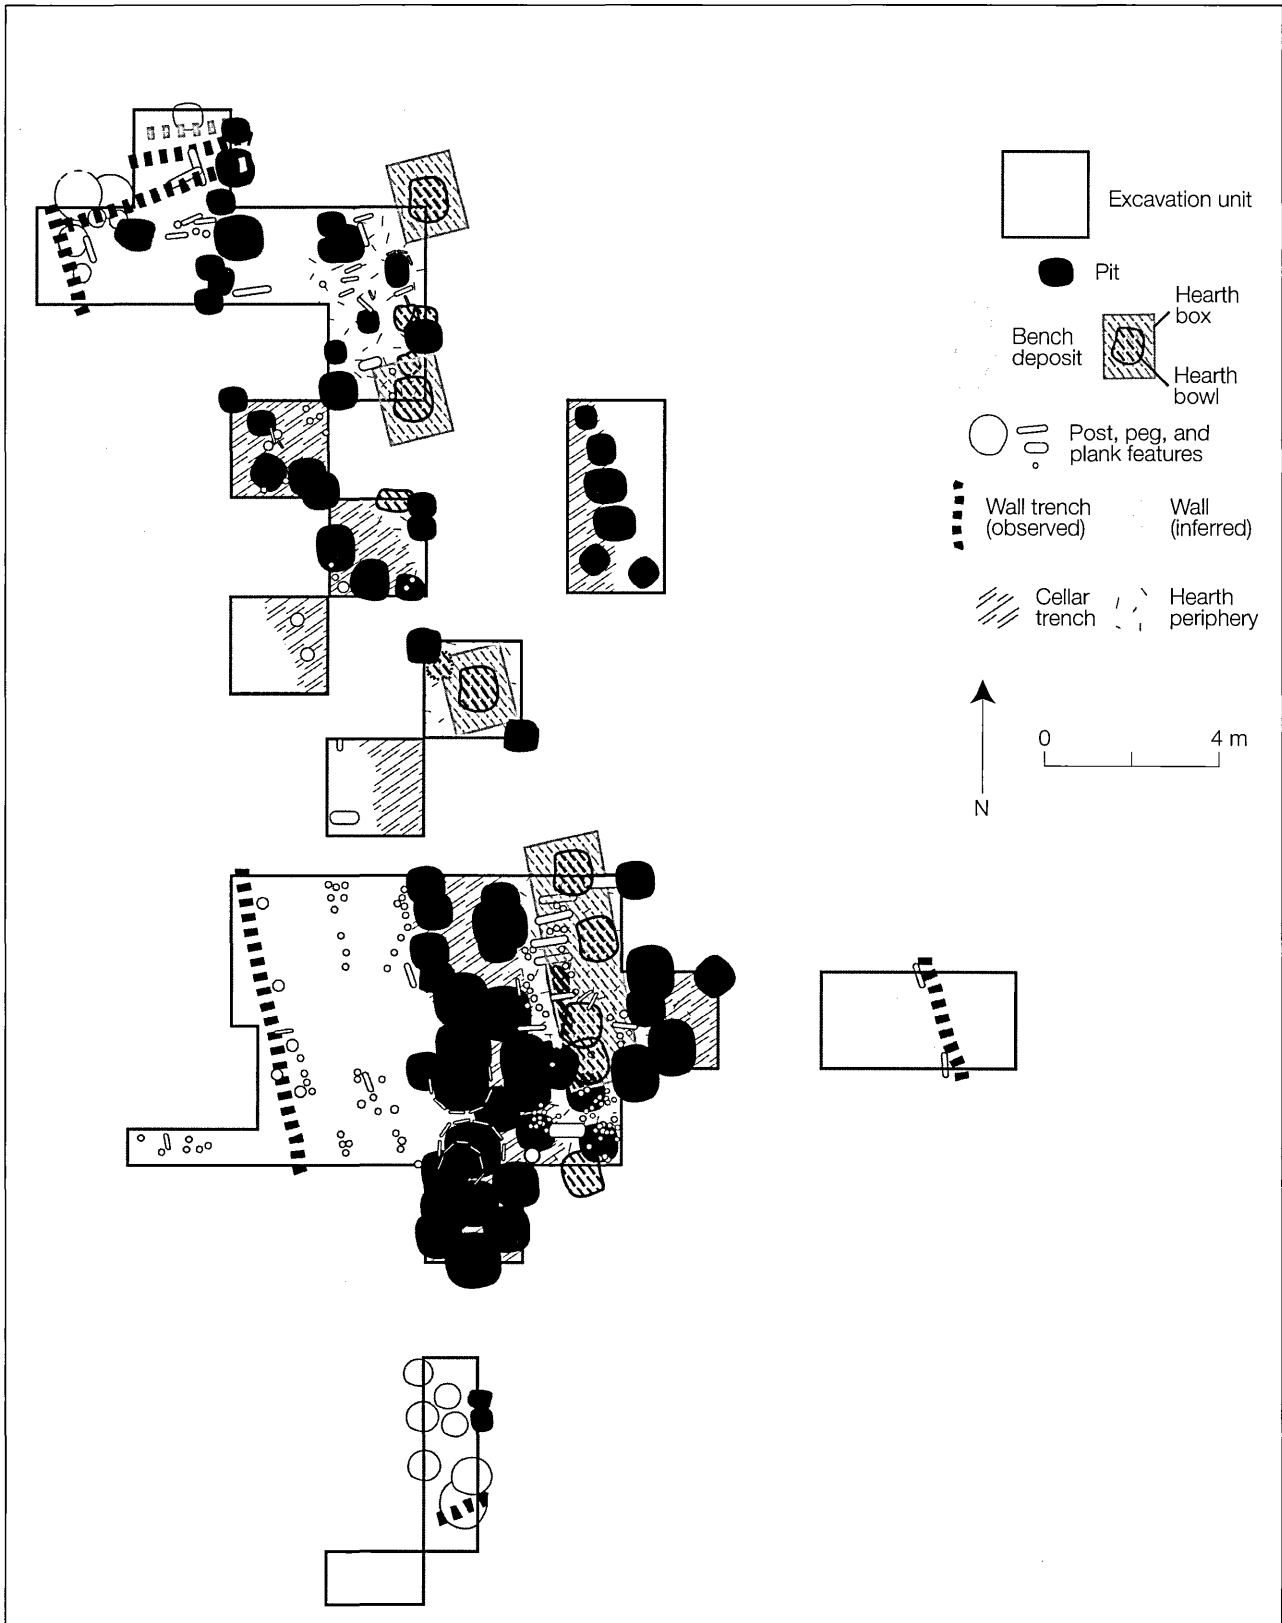 Excavation unit
Pit
Hearth
box
Bench
deposit
Hearth
bowl
Post, peg, and
plank features
Wall trench
(observed)
Wall
(inferred)
Cellar
trench
Hearth
periphery
0 4 m
N